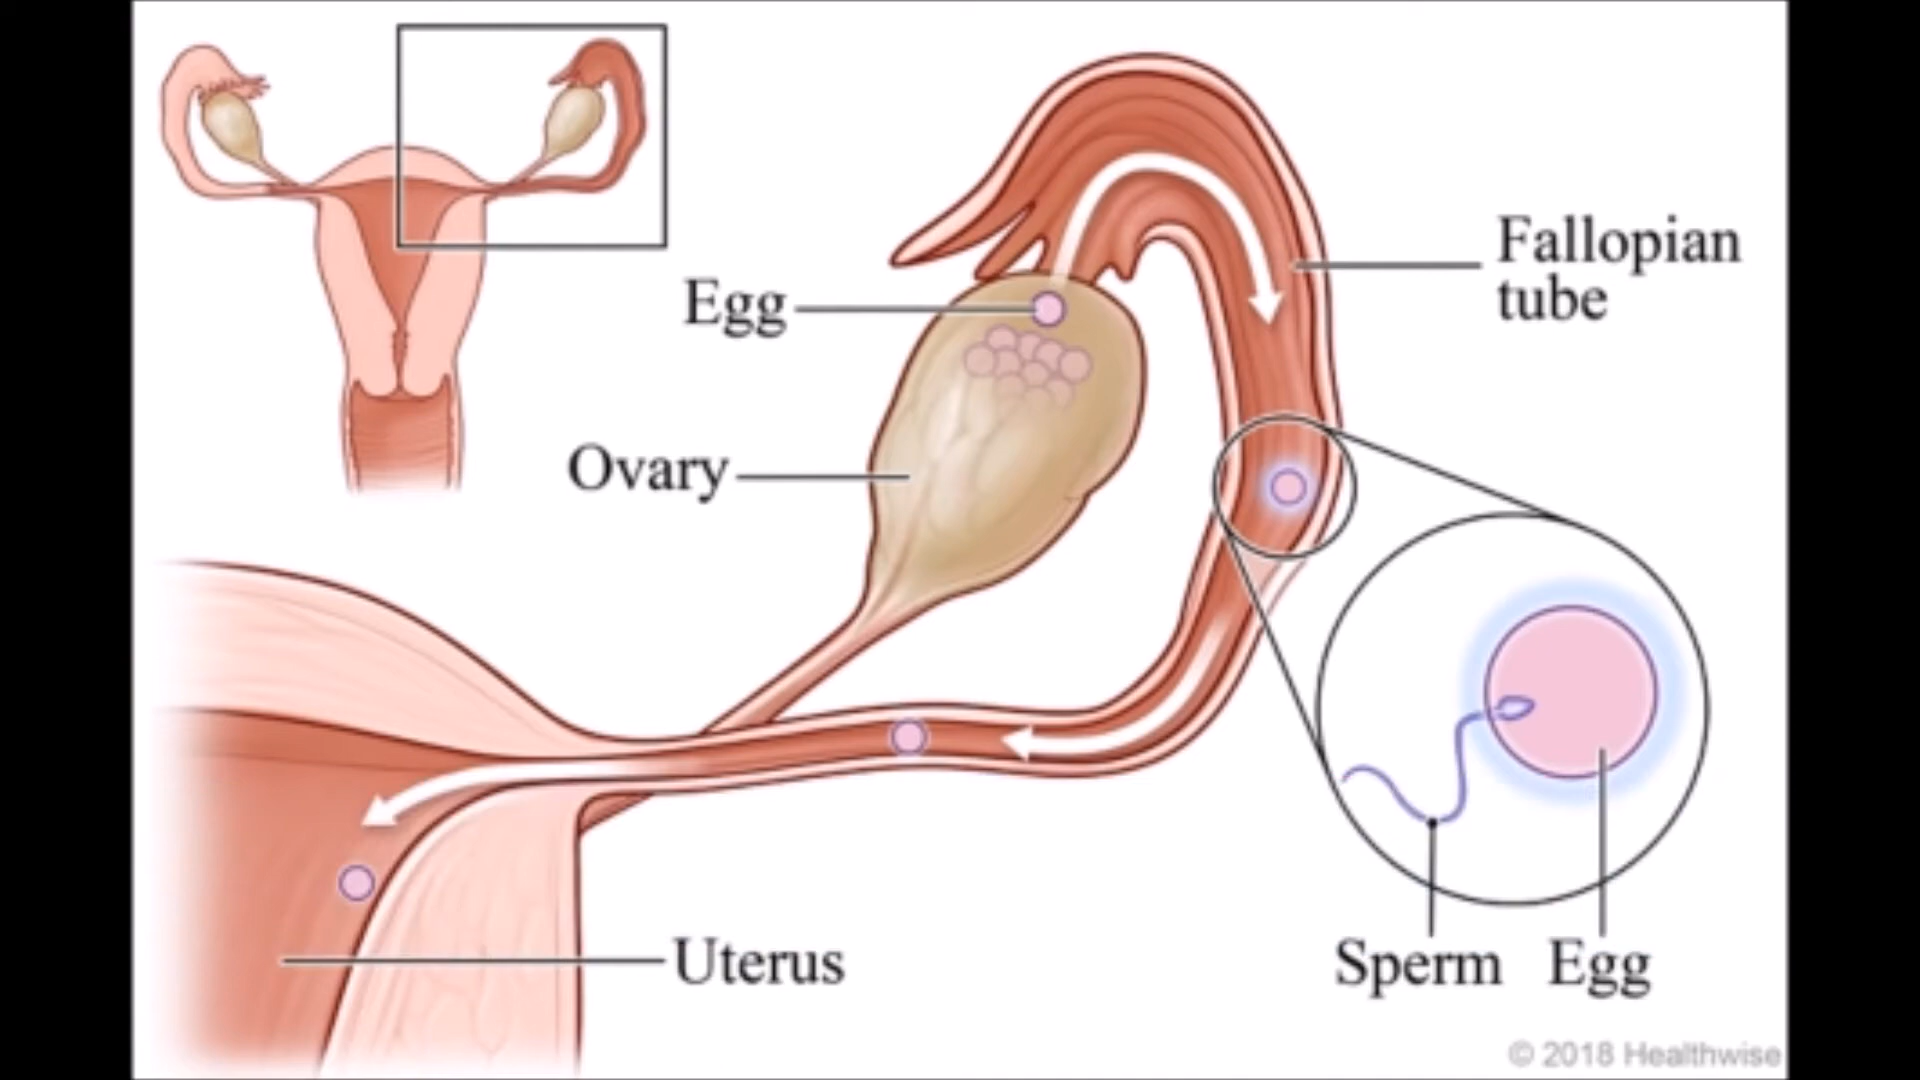 Fallopian
tube
Egg
Ovary
Uterus
Sperm
Egg
© 2018 Healthwise